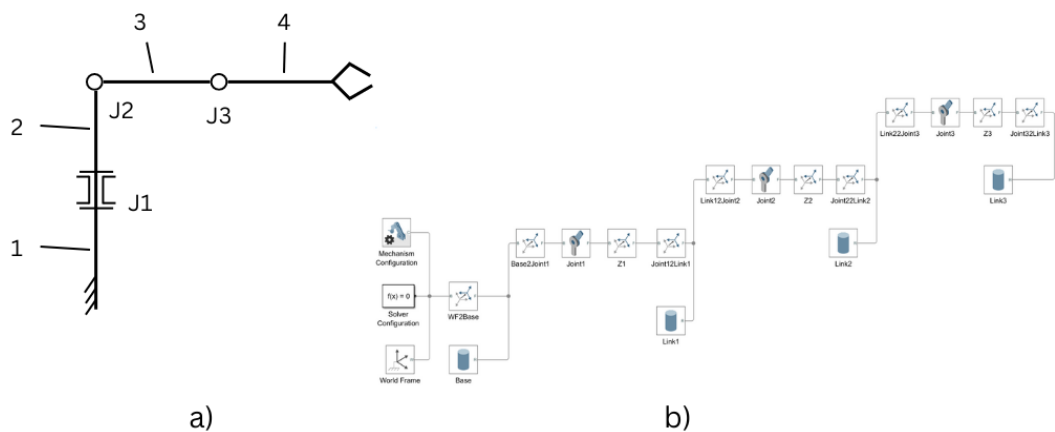 3
4
J2
J3
2
J1
1
Link22Joint3
Joint3
Z3
Joint32Link3
Link3
Link12Joint2
Joint2
Z2
Joint22Link2
Link2
Mechanism
Configuration
Base2Joint1
Joint1
Z1
Joint12Link1
f(x) = 0
Solver
Configuration
WF2Base
Link1
World Frame
Base
a)
b)